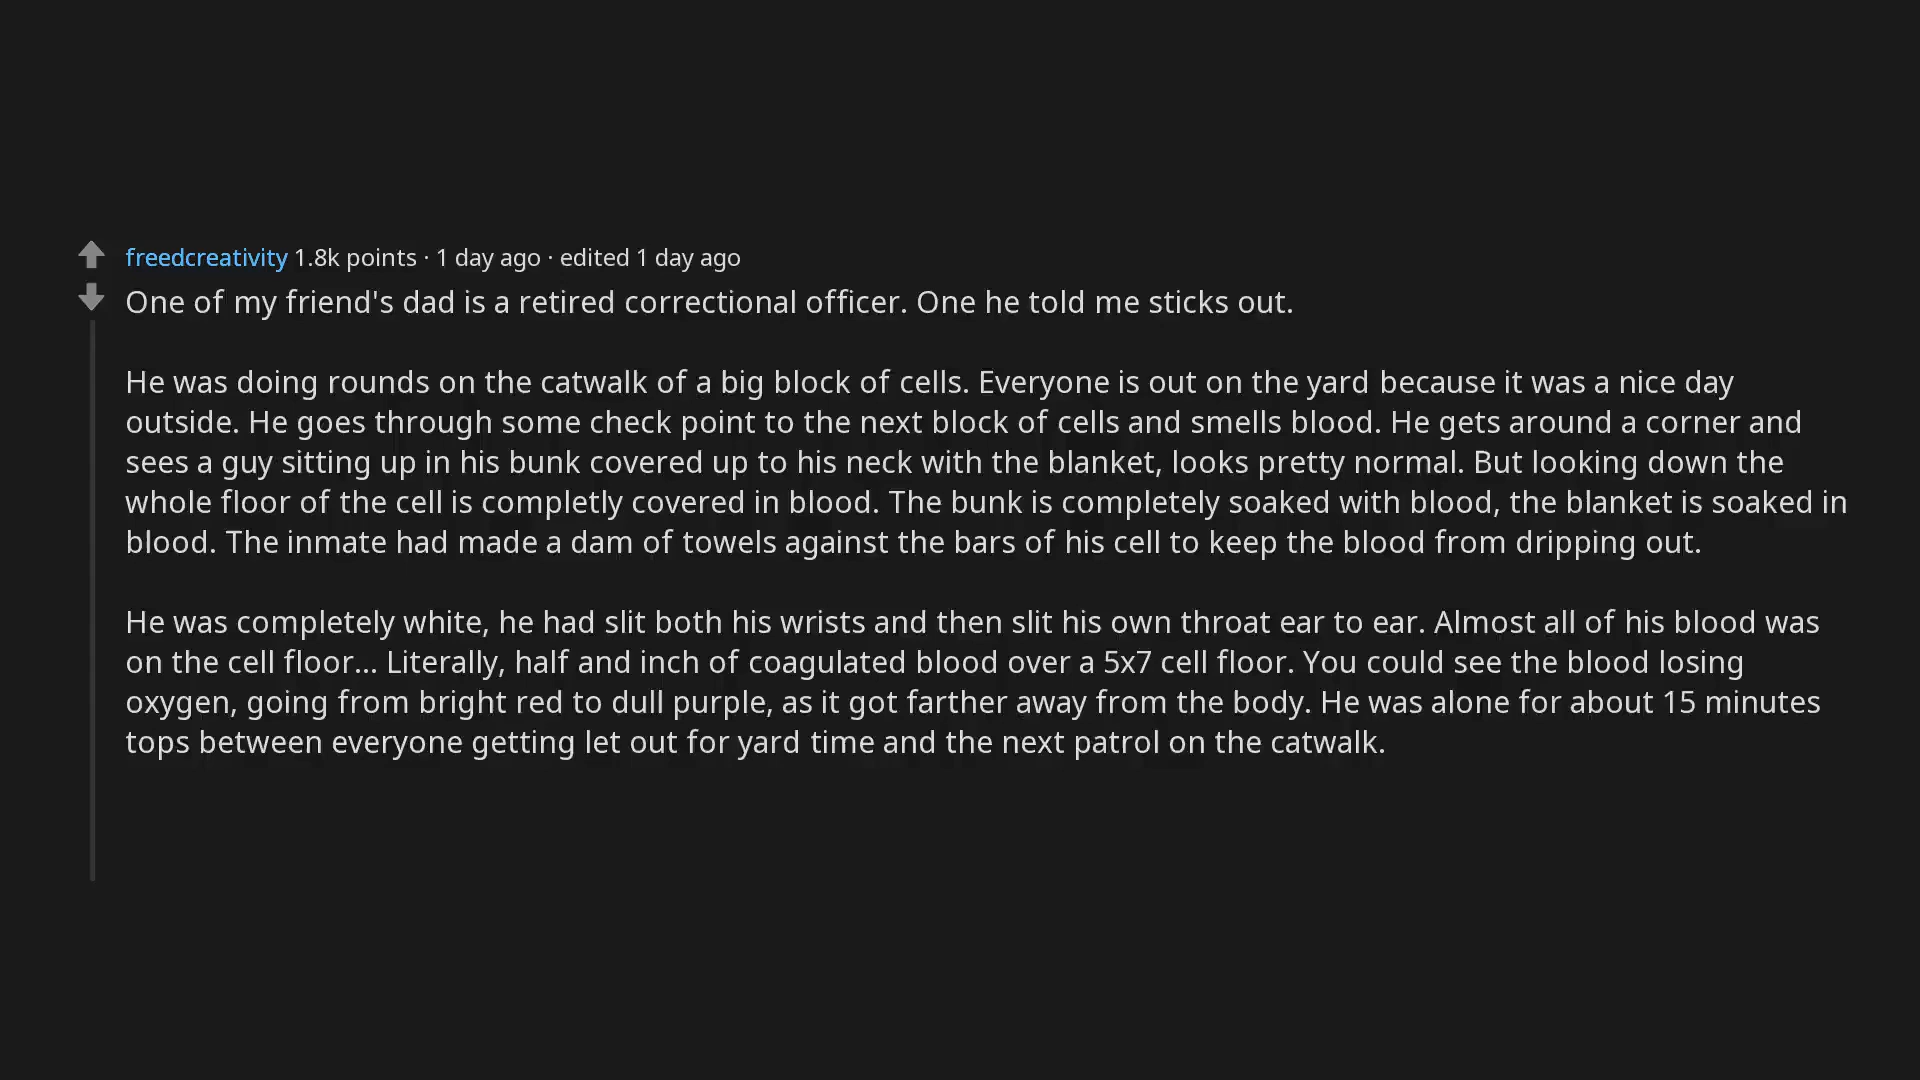 freedcreativity 1.8k points · 1 day ago · edited 1 day ago
One of my friend's dad is a retired correctional officer. One he told me sticks out.
He was doing rounds on the catwalk of a big block of cells. Everyone is out on the yard because it was a nice day
outside. He goes through some check point to the next block of cells and smells blood. He gets around a corner and
sees a guy sitting up in his bunk covered up to his neck with the blanket, looks pretty normal. But looking down the
whole floor of the cell is completly covered in blood. The bunk is completely soaked with blood, the blanket is soaked in
blood. The inmate had made a dam of towels against the bars of his cell to keep the blood from dripping out.
He was completely white, he had slit both his wrists and then slit his own throat ear to ear. Almost all of his blood was
on the cell floor... Literally, half and inch of coagulated blood over a 5x7 cell floor. You could see the blood losing
oxygen, going from bright red to dull purple, as it got farther away from the body. He was alone for about 15 minutes
tops between everyone getting let out for yard time and the next patrol on the catwalk.